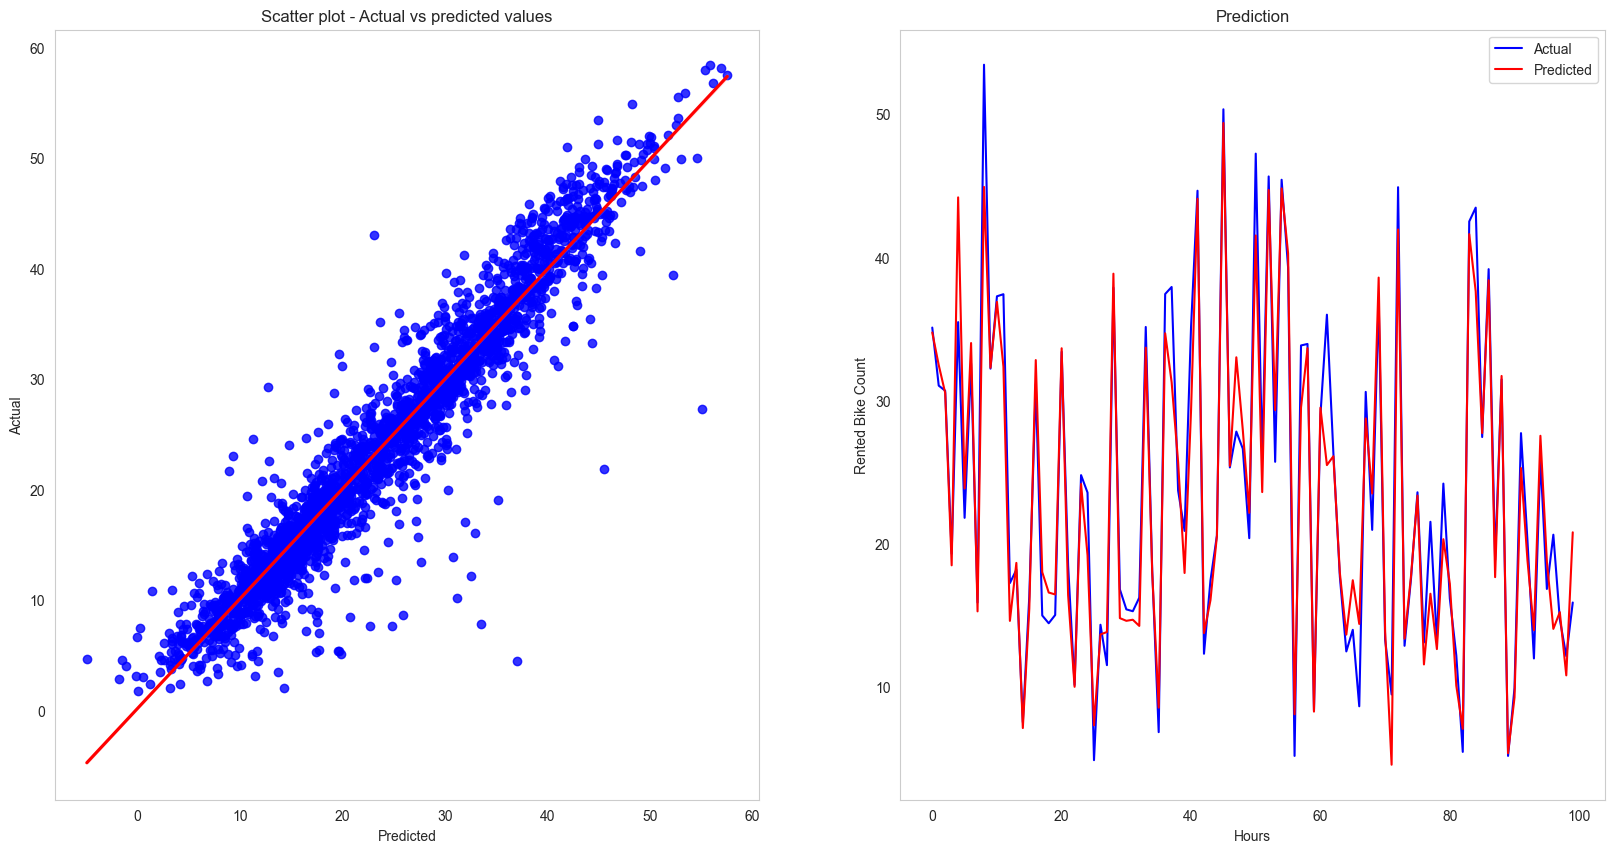 Scatter plot - Actual vs predicted values
60
50
40
30
20
10
0
Actual
0 10 20 30 40 50 60
Predicted
Prediction
Actual
Predicted
50
40
30
20
10
Rented Bike Count
0 20 40 60 80 100
Hours